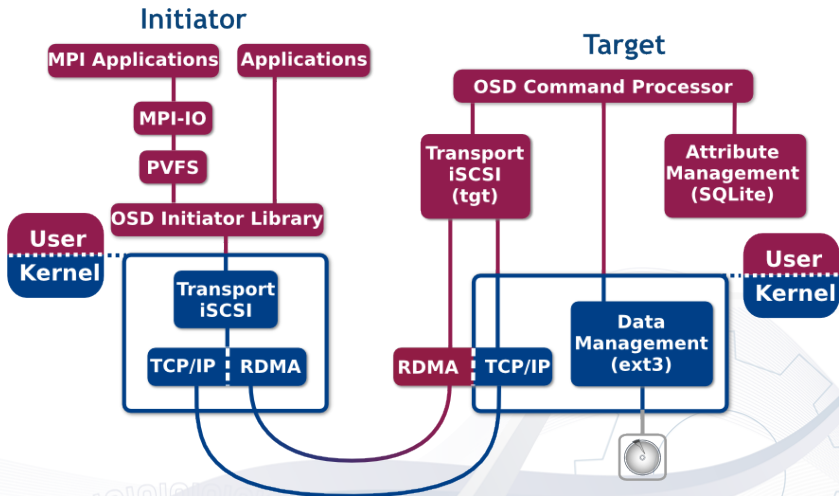 Initiator
MPI Applications
Applications
MPI-IO
PVFS
OSD Initiator Library
User
Kernel
Transport
iSCSI
TCP/IP
RDMA
Target
OSD Command Processor
Transport
iSCSI
(tgt)
Attribute
Management
(SQLite)
User
Kernel
Data
Management
(ext3)
RDMA
TCP/IP